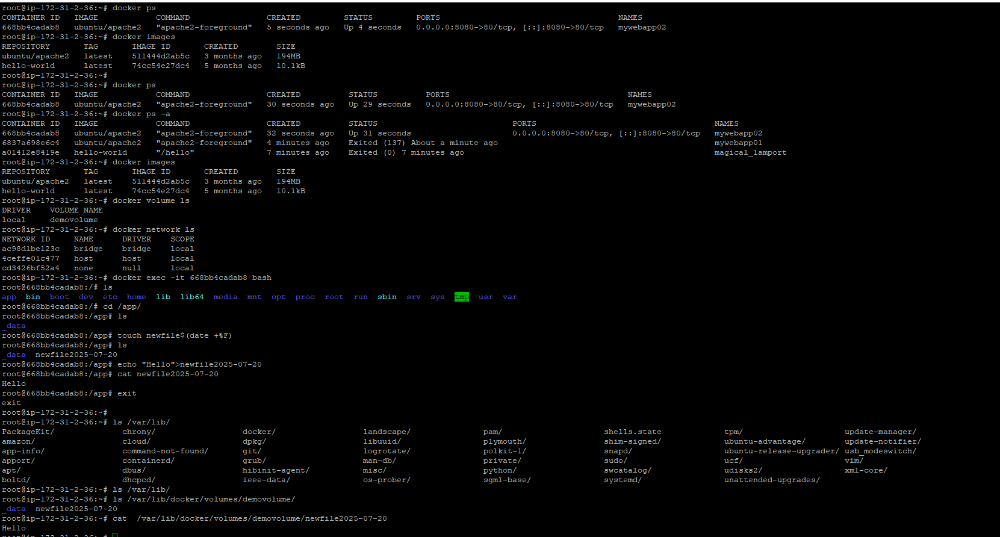 root@ip-172-31-2-36:~# docker ps
CONTAINER ID   IMAGE            COMMAND                CREATED          STATUS         PORTS                                     NAMES
668bb4cadab8   ubuntu/apache2   "apache2-foreground"   5 seconds ago    Up 4 seconds   0.0.0.0:8080->80/tcp, [::]:8080->80/tcp   mywebapp02
root@ip-172-31-2-36:~# docker images
REPOSITORY       TAG       IMAGE ID       CREATED        SIZE
ubuntu/apache2   latest    511444d2ab5c   3 months ago   194MB
hello-world      latest    74cc54e27dc4   5 months ago   10.1kB
root@ip-172-31-2-36:~#
root@ip-172-31-2-36:~# docker ps
CONTAINER ID   IMAGE            COMMAND                CREATED          STATUS          PORTS                                     NAMES
668bb4cadab8   ubuntu/apache2   "apache2-foreground"   30 seconds ago   Up 29 seconds   0.0.0.0:8080->80/tcp, [::]:8080->80/tcp   mywebapp02
root@ip-172-31-2-36:~# docker ps -a
CONTAINER ID   IMAGE            COMMAND                CREATED          STATUS                            PORTS                                     NAMES
668bb4cadab8   ubuntu/apache2   "apache2-foreground"   32 seconds ago   Up 31 seconds                     0.0.0.0:8080->80/tcp, [::]:8080->80/tcp   mywebapp02
6837a698e6c4   ubuntu/apache2   "apache2-foreground"   4 minutes ago    Exited (137) About a minute ago                                             mywebapp01
a01412e8419e   hello-world      "/hello"               7 minutes ago    Exited (0) 7 minutes ago                                                    magical_lamport
root@ip-172-31-2-36:~# docker images
REPOSITORY       TAG       IMAGE ID       CREATED        SIZE
ubuntu/apache2   latest    511444d2ab5c   3 months ago   194MB
hello-world      latest    74cc54e27dc4   5 months ago   10.1kB
root@ip-172-31-2-36:~# docker volume ls
DRIVER    VOLUME NAME
local     demovolume
root@ip-172-31-2-36:~# docker network ls
NETWORK ID     NAME      DRIVER    SCOPE
ac98d1be123c   bridge    bridge    local
4ceffe01c477   host      host      local
cd3426bf52a4   none      null      local
root@ip-172-31-2-36:~# docker exec -it 668bb4cadab8 bash
root@668bb4cadab8:/# ls
app  bin  boot  dev  etc  home  lib  lib64  media  mnt  opt  proc  root  run  sbin  srv  sys  tmp  usr  var
root@668bb4cadab8:/# cd /app/
root@668bb4cadab8:/app# ls
_data
root@668bb4cadab8:/app# touch newfile$(date +%F)
root@668bb4cadab8:/app# ls
_data  newfile2025-07-20
root@668bb4cadab8:/app# echo "Hello">newfile2025-07-20
root@668bb4cadab8:/app# cat newfile2025-07-20
Hello
root@668bb4cadab8:/app# exit
exit
root@ip-172-31-2-36:~#
root@ip-172-31-2-36:~# ls /var/lib/
PackageKit/              chrony/                  docker/                  landscape/               pam/                     shells.state             tpm/                     update-manager/
amazon/                  cloud/                   dpkg/                    libuuid/                 plymouth/                shim-signed/             ubuntu-advantage/        update-notifier/
app-info/                command-not-found/       git/                     logrotate/               polkit-1/                snapd/                   ubuntu-release-upgrader/ usb_modeswitch/
apport/                  containerd/              grub/                    man-db/                  private/                 sudo/                    ucf/                     vim/
apt/                     dbus/                    hibinit-agent/           misc/                    python/                  swcatalog/               udisks2/                 xml-core/
boltd/                   dhcpcd/                  ieee-data/               os-prober/               sgml-base/               systemd/                 unattended-upgrades/
root@ip-172-31-2-36:~# ls /var/lib/
root@ip-172-31-2-36:~# ls /var/lib/docker/volumes/demovolume/
_data  newfile2025-07-20
root@ip-172-31-2-36:~# cat  /var/lib/docker/volumes/demovolume/newfile2025-07-20
Hello
root@ip-172-31-2-36:~#